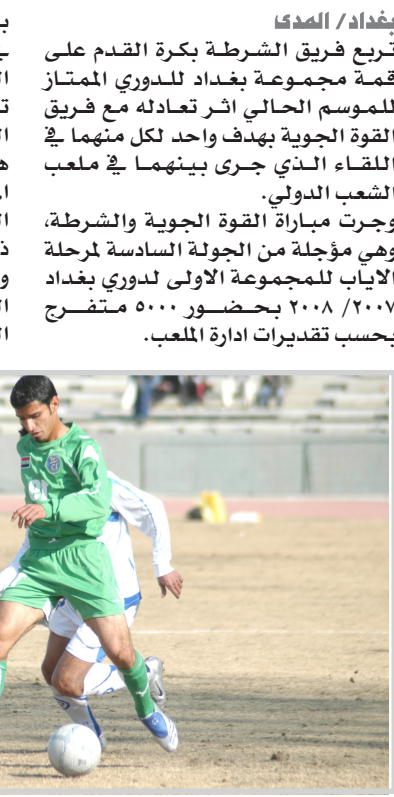 بغداد/ المدى
تربع فريق الشرطة بكرة القدم على
قمة مجموعة بغداد للدوري الممتاز
للموسم الحالي اثر تعادله مع فريق
القوة الجوية بهدف واحد لكل منهما في
اللقاء الذي جرى بينهما في ملعب
الشعب الدولي.
وجرت مباراة القوة الجوية والشرطة،
وهي مؤجلة من الجولة السادسة لمرحلة
الاياب للمجموعة الاولى لدوري بغداد
٢٠٠٧/ ٢٠٠٨ بحضور ٥٠٠٠ متفرج
بحسب تقديرات ادارة الملعب.